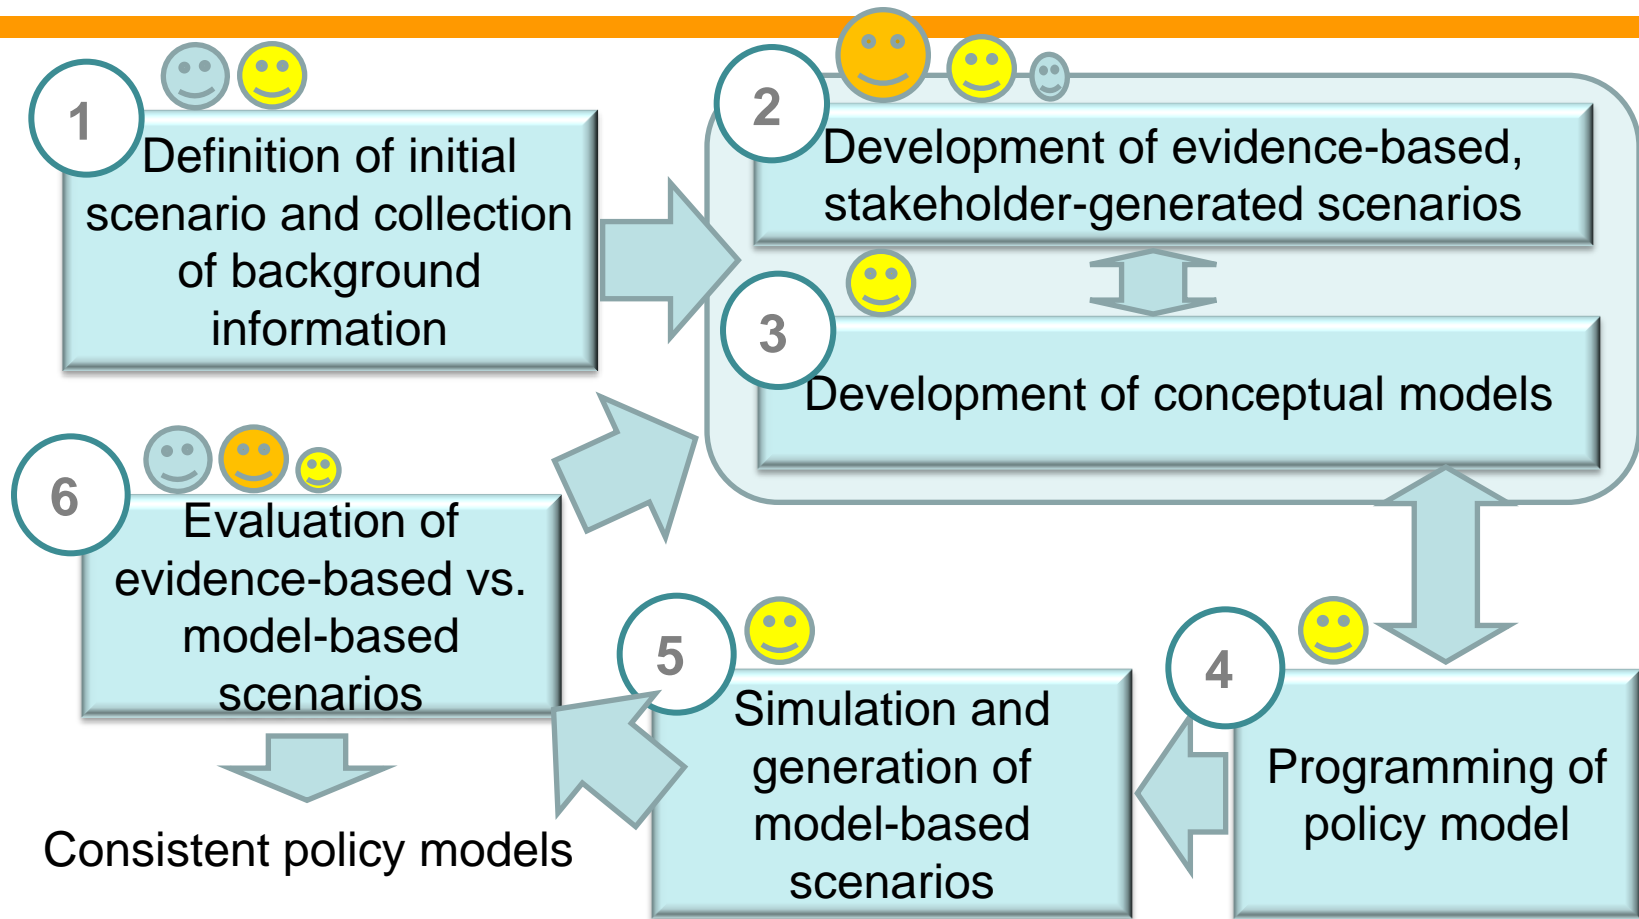 1
Definition of initial
scenario and collection
of background
information
2
Development of evidence-based,
stakeholder-generated scenarios
3
Development of conceptual models
4
Programming of
policy model
5
Simulation and
generation of
model-based
scenarios
6
Evaluation of
evidence-based vs.
model-based
scenarios
Consistent policy models